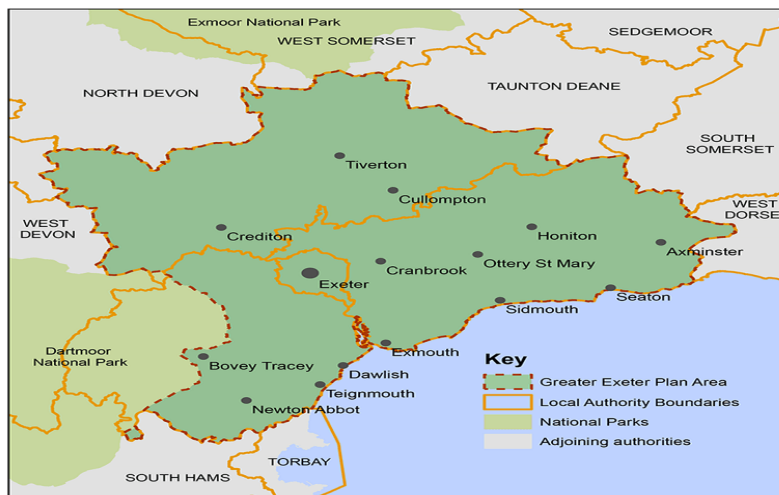 Exmoor National Park
WEST SOMERSET
SEDGEMOOR
NORTH DEVON
TAUNTON DEANE
SOUTH
SOMERSET
Tiverton
Cullompton
WEST
DORSE
WEST
DEVON
Crediton
Honiton
Axminster
Cranbrook
Ottery St Mary
Exeter
Seaton
Sidmouth
Dartmoor
National Park
Exmouth
Bovey Tracey
Dawlish
Teignmouth
Newton Abbot
TORBAY
SOUTH HAMS
Key
Greater Exeter Plan Area
Local Authority Boundaries
National Parks
Adjoining authorities